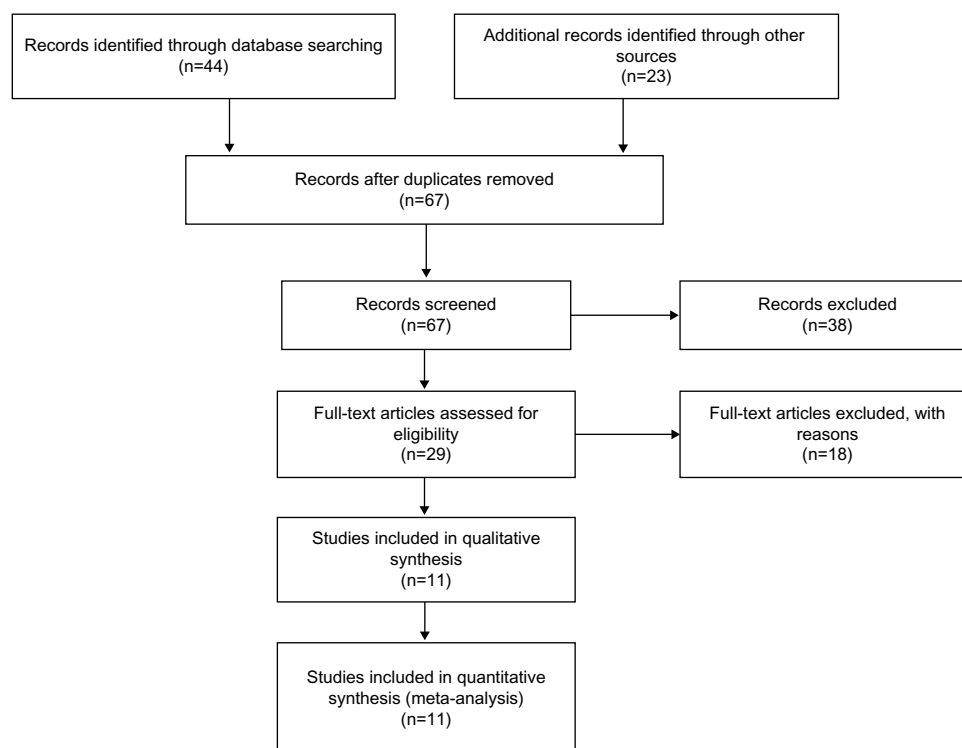 Records identified through database searching
(n=44)
Additional records identified through other
sources
(n=23)
Records after duplicates removed
(n=67)
Records screened
(n=67)
Records excluded
(n=38)
Full-text articles assessed for
eligibility
(n=29)
Full-text articles excluded, with
reasons
(n=18)
Studies included in qualitative
synthesis
(n=11)
Studies included in quantitative
synthesis (meta-analysis)
(n=11)